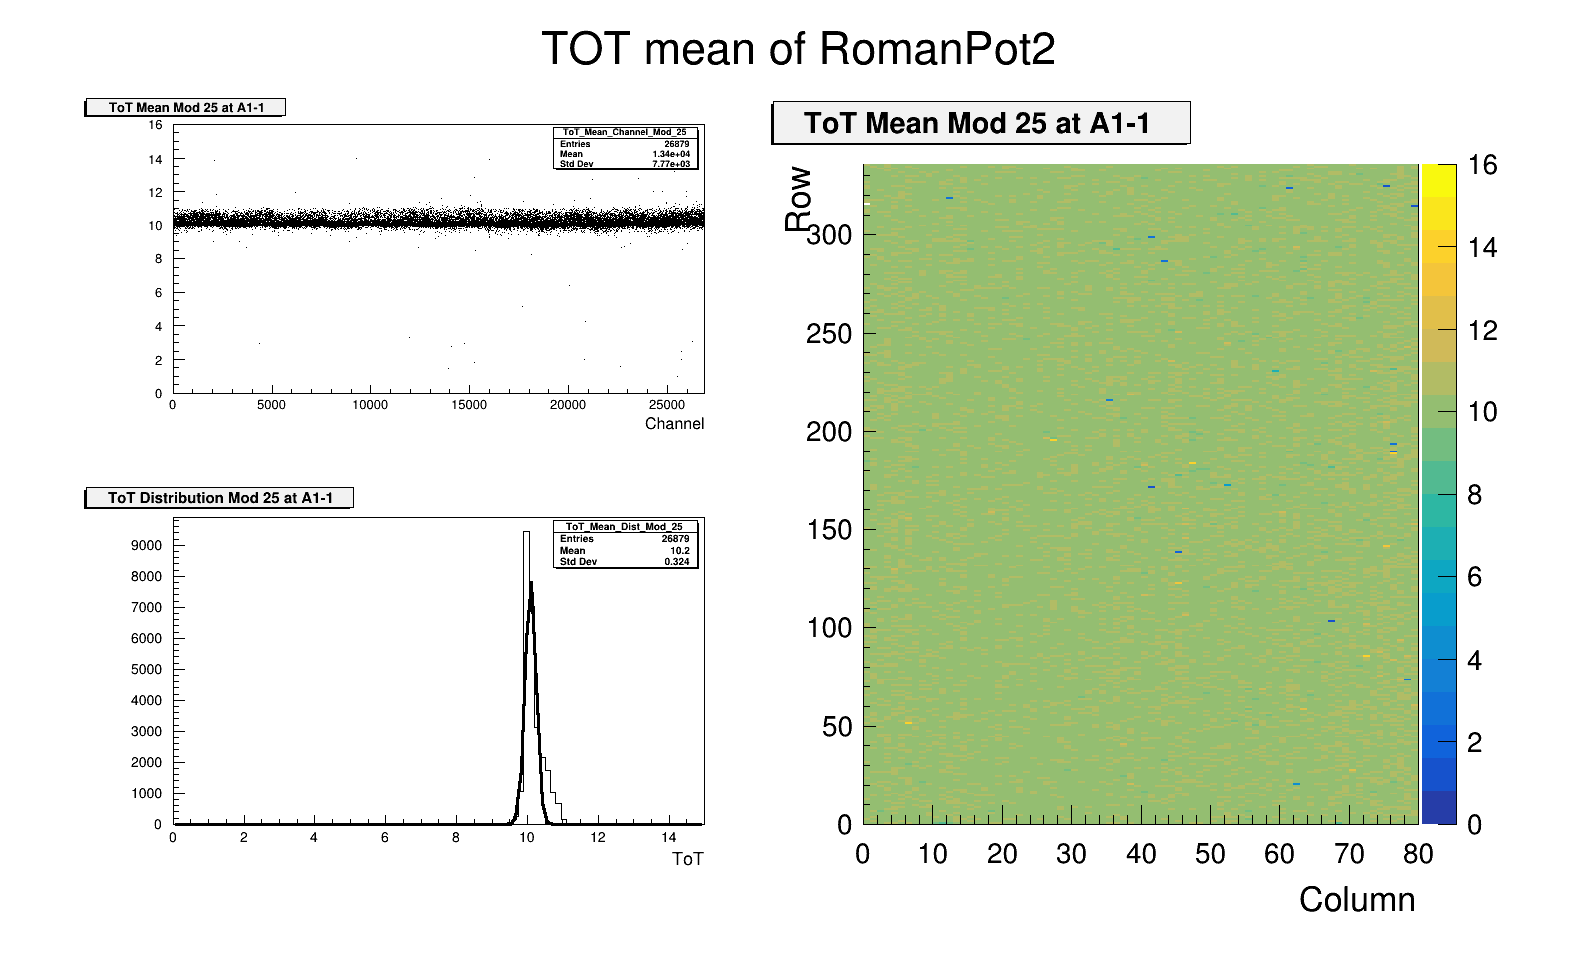 TOT mean of RomanPot2
ToT Mean Mod 25 at A1-1
ToT_Mean_Channel_Mod_25
Entries 26879
Mean 1.34e+04
Std Dev 7.77e+03
16
14
12
10
8
6
4
2
0
0 5000 10000 15000 20000 25000
Channel
ToT Distribution Mod 25 at A1-1
ToT_Mean_Dist_Mod_25
Entries 26879
Mean 10.2
Std Dev 0.324
9000
8000
7000
6000
5000
4000
3000
2000
1000
0
0 2 4 6 8 10 12 14
ToT
ToT Mean Mod 25 at A1-1
Row
300
250
200
150
100
50
0
0 10 20 30 40 50 60 70 80
Column
16
14
12
10
8
6
4
2
0